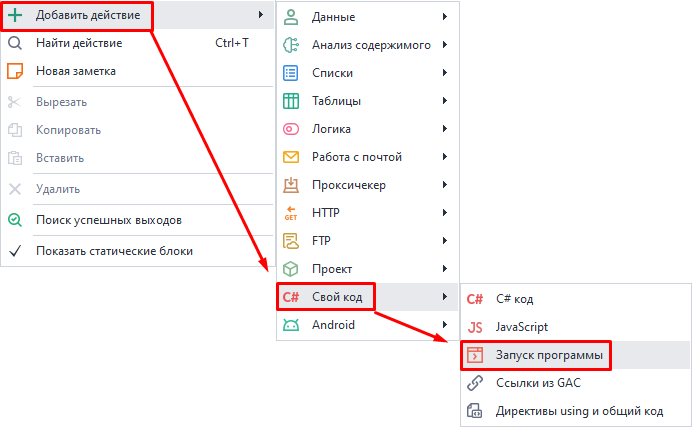 Добавить действие
Найти действие Ctrl+T
Новая заметка
Вырезать
Копировать
Вставить
Удалить
Поиск успешных выходов
Показать статические блоки
Данные
Анализ содержимого
Списки
Таблицы
Логика
Работа с почтой
Проксичекер
GET HTTP
FTP
Проект
C# Свой код
Android
C# C# код
JS JavaScript
Запуск программы
Ссылки из GAC
Директивы using и общий код